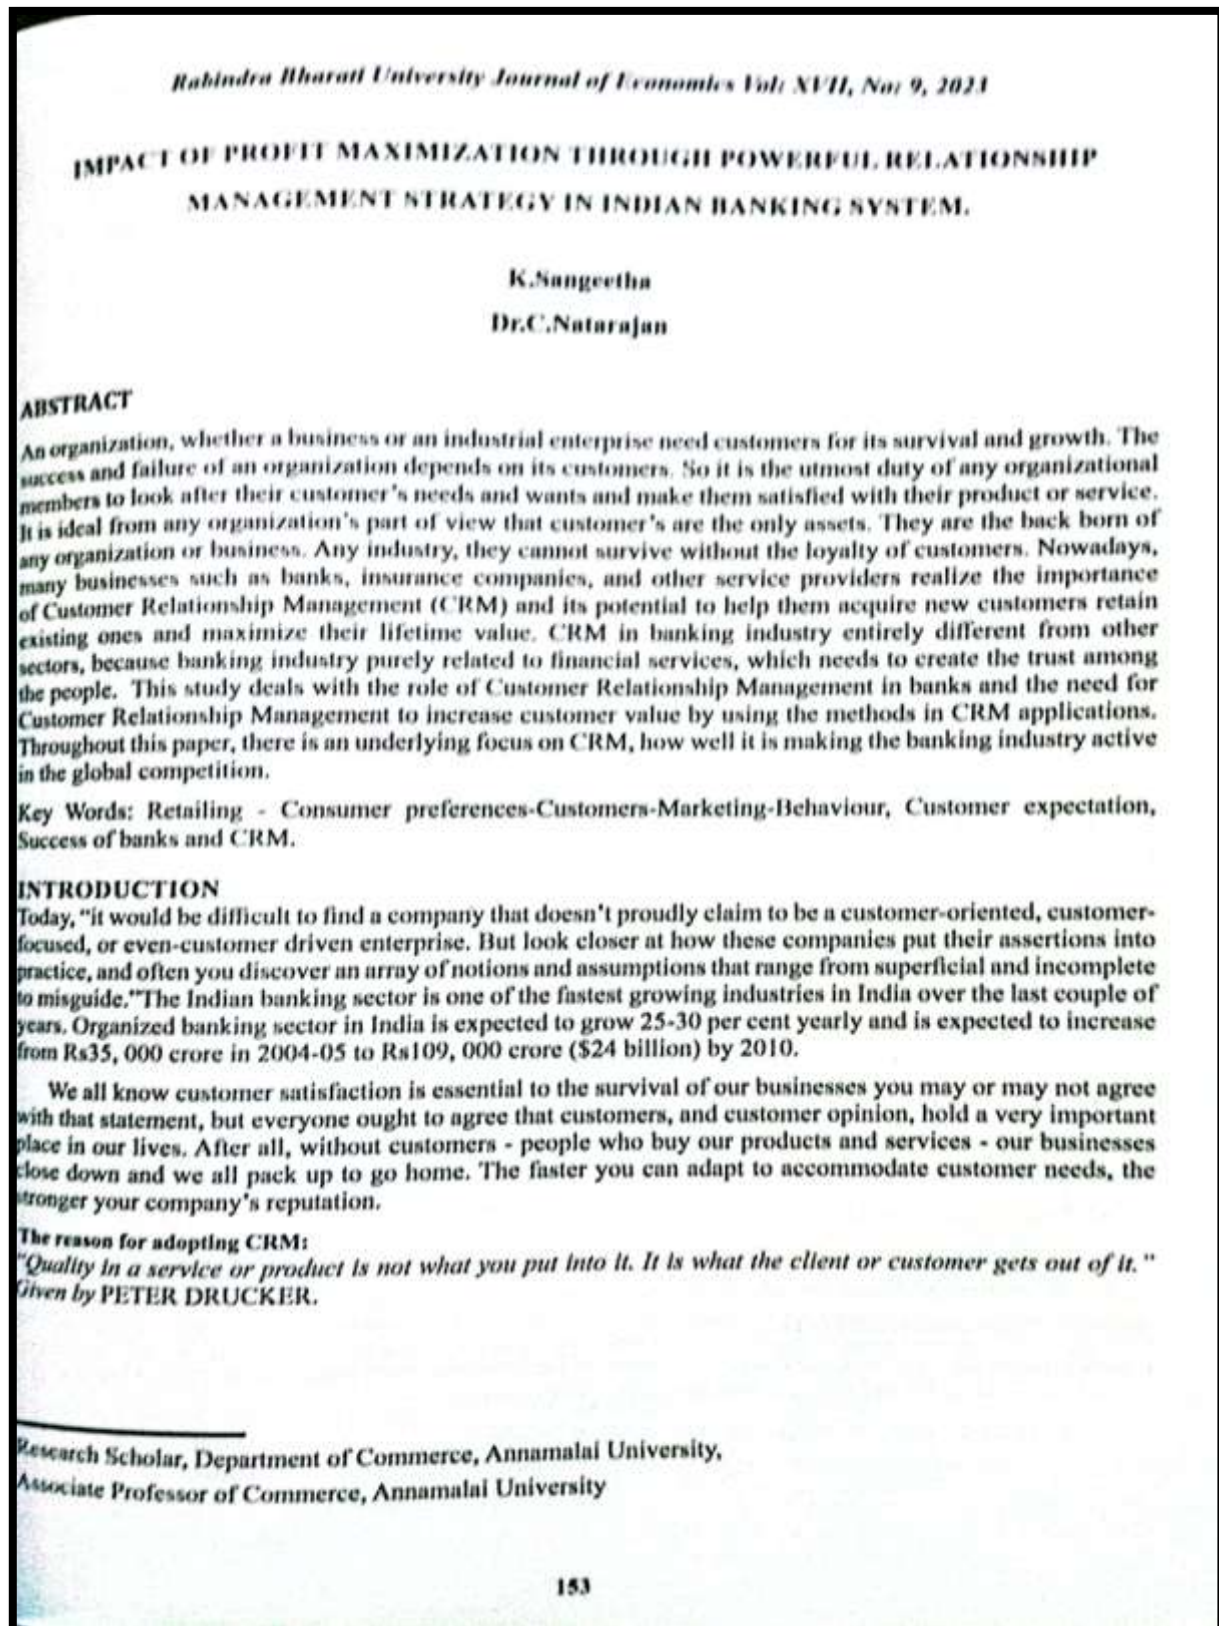 Rabindra Bharati University Journal of Economics Vol: XVII, No: 9, 2023
IMPACT OF PROFIT MAXIMIZATION THROUGH POWERFUL RELATIONSHIP
MANAGEMENT STRATEGY IN INDIAN BANKING SYSTEM.
K.Sangeetha
Dr.C.Natarajan
ABSTRACT
An organization, whether a business or an industrial enterprise need customers for its survival and growth. The
success and failure of an organization depends on its customers. So it is the utmost duty of any organizational
members to look after their customer's needs and wants and make them satisfied with their product or service.
It is ideal from any organization's part of view that customer's are the only assets. They are the back born of
any organization or business. Any industry, they cannot survive without the loyalty of customers. Nowadays,
many businesses such as banks, insurance companies, and other service providers realize the importance
of Customer Relationship Management (CRM) and its potential to help them acquire new customers retain
existing ones and maximize their lifetime value. CRM in banking industry entirely different from other
sectors, because banking industry purely related to financial services, which needs to create the trust among
the people. This study deals with the role of Customer Relationship Management in banks and the need for
Customer Relationship Management to increase customer value by using the methods in CRM applications.
Throughout this paper, there is an underlying focus on CRM, how well it is making the banking industry active
in the global competition.
Key Words: Retailing - Consumer preferences-Customers-Marketing-Behaviour, Customer expectation,
Success of banks and CRM.
INTRODUCTION
Today, "it would be difficult to find a company that doesn't proudly claim to be a customer-oriented, customer-
focused, or even-customer driven enterprise. But look closer at how these companies put their assertions into
practice, and often you discover an array of notions and assumptions that range from superficial and incomplete
to misguide."The Indian banking sector is one of the fastest growing industries in India over the last couple of
years. Organized banking sector in India is expected to grow 25-30 per cent yearly and is expected to increase
from Rs35, 000 crore in 2004-05 to Rs109, 000 crore ($24 billion) by 2010.
We all know customer satisfaction is essential to the survival of our businesses you may or may not agree
with that statement, but everyone ought to agree that customers, and customer opinion, hold a very important
place in our lives. After all, without customers - people who buy our products and services - our businesses
close down and we all pack up to go home. The faster you can adapt to accommodate customer needs, the
stronger your company's reputation.
The reason for adopting CRM:
"Quality in a service or product is not what you put into it. It is what the client or customer gets out of it."
Given by PETER DRUCKER.
Research Scholar, Department of Commerce, Annamalai University,
Associate Professor of Commerce, Annamalai University
153